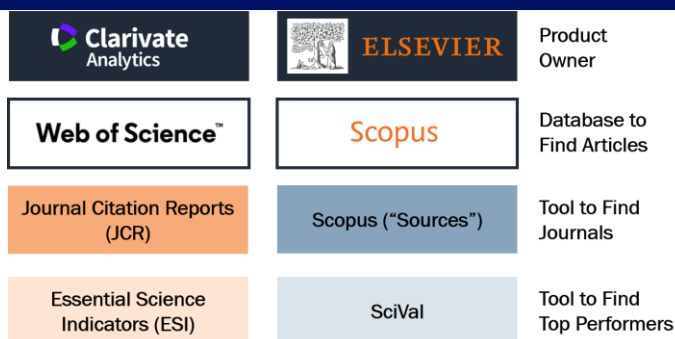 Clarivate
Analytics
ELSEVIER
Product
Owner
Web of Science™
Scopus
Database to
Find Articles
Journal Citation Reports
(JCR)
Scopus (“Sources”)
Tool to Find
Journals
Essential Science
Indicators (ESI)
SciVal
Tool to Find
Top Performers